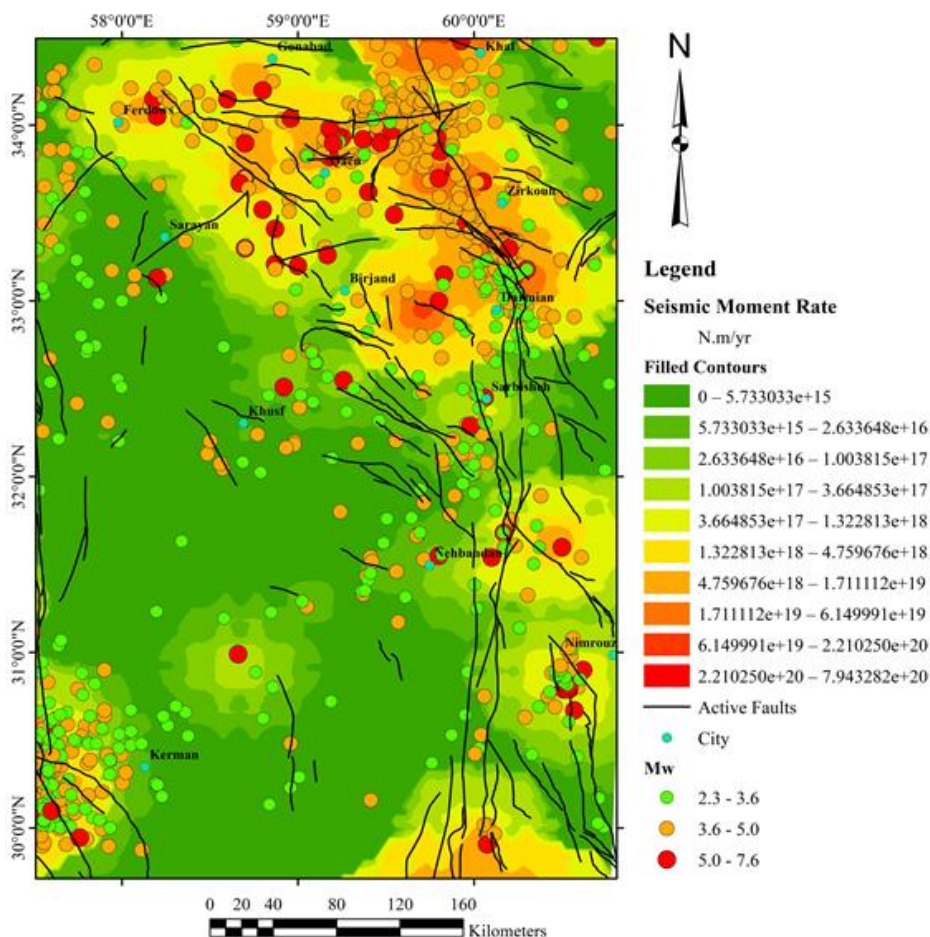 58°0'0"E 59°0'0"E 60°0'0"E
Gonabad
Khaf
N
Ferdows
34°0'0"N
Qaen
Zirkouh
Sarayan
Birjand
33°0'0"N
Darmian
Sarbisheh
Khusf
32°0'0"N
Nehbandan
31°0'0"N
Nimrouz
Kerman
30°0'0"N
Legend
Seismic Moment Rate
N.m/yr
Filled Contours
0 – 5.733033e+15
5.733033e+15 – 2.633648e+16
2.633648e+16 – 1.003815e+17
1.003815e+17 – 3.664853e+17
3.664853e+17 – 1.322813e+18
1.322813e+18 – 4.759676e+18
4.759676e+18 – 1.711112e+19
1.711112e+19 – 6.149991e+19
6.149991e+19 – 2.210250e+20
2.210250e+20 – 7.943282e+20
Active Faults
City
Mw
2.3 - 3.6
3.6 - 5.0
5.0 - 7.6
0 20 40 80 120 160
Kilometers